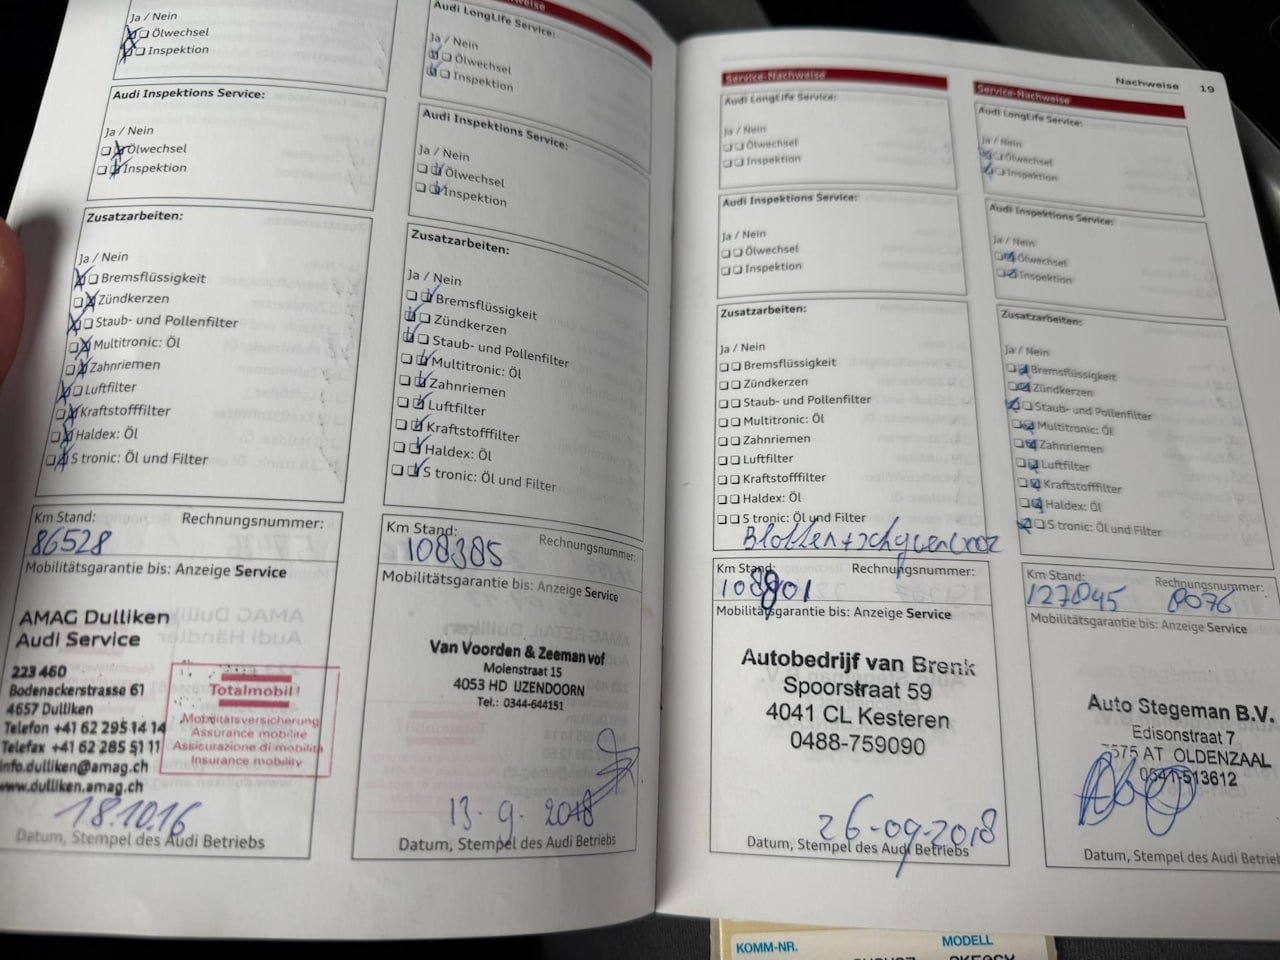 Ja / Nein
Ölwechsel
Inspektion
Audi Inspektions Service:
Ja / Nein
Ölwechsel
Inspektion
Zusatzarbeiten:
Ja / Nein
Bremsflüssigkeit
Zündkerzen
Staub- und Pollenfilter
Multitronic: Öl
Zahnriemen
Luftfilter
Kraftstofffilter
Haldex: Öl
S tronic: Öl und Filter
Km Stand: Rechnungsnummer:
86528
Mobilitätsgarantie bis: Anzeige Service
AMAG Dulliken
Audi Service
223 460
Bodenackerstrasse 61
4657 Dulliken
Telefon +41 62 295 14 14
Telefax +41 62 285 51 11
info.dulliken@amag.ch
www.dulliken.amag.ch
Totalmobil!
Mobilitätsversicherung
Assurance mobilité
Assicurazione di mobilità
Insurance mobility
18.10.16
Datum, Stempel des Audi Betriebs
Audi LongLife Service:
Ja / Nein
Ölwechsel
Inspektion
Audi Inspektions Service:
Ja / Nein
Ölwechsel
Inspektion
Zusatzarbeiten:
Ja / Nein
Bremsflüssigkeit
Zündkerzen
Staub- und Pollenfilter
Multitronic: Öl
Zahnriemen
Luftfilter
Kraftstofffilter
Haldex: Öl
S tronic: Öl und Filter
Km Stand: Rechnungsnummer:
108385
Mobilitätsgarantie bis: Anzeige Service
Van Voorden & Zeeman vof
Molenstraat 15
4053 HD IJZENDOORN
Tel.: 0344-644151
13-9-2018
Datum, Stempel des Audi Betriebs
Service-Nachweise
Audi LongLife Service:
Ja / Nein
Ölwechsel
Inspektion
Audi Inspektions Service:
Ja / Nein
Ölwechsel
Inspektion
Zusatzarbeiten:
Ja / Nein
Bremsflüssigkeit
Zündkerzen
Staub- und Pollenfilter
Multitronic: Öl
Zahnriemen
Luftfilter
Kraftstofffilter
Haldex: Öl
S tronic: Öl und Filter
Km Stand: Rechnungsnummer:
108801
Mobilitätsgarantie bis: Anzeige Service
Autobedrijf van Brenk
Spoorstraat 59
4041 CL Kesteren
0488-759090
26-09-2018
Datum, Stempel des Audi Betriebs
Nachweise 19
Service-Nachweise
Audi LongLife Service:
Ja / Nein
Ölwechsel
Inspektion
Audi Inspektions Service:
Ja / Nein
Ölwechsel
Inspektion
Zusatzarbeiten:
Ja / Nein
Bremsflüssigkeit
Zündkerzen
Staub- und Pollenfilter
Multitronic: Öl
Zahnriemen
Luftfilter
Kraftstofffilter
Haldex: Öl
S tronic: Öl und Filter
Km Stand: Rechnungsnummer:
127845 8076
Mobilitätsgarantie bis: Anzeige Service
Auto Stegeman B.V.
Edisonstraat 7
7575 AT OLDENZAAL
0541-513612
Datum, Stempel des Audi Betriebs
KOMM-NR. MODELL